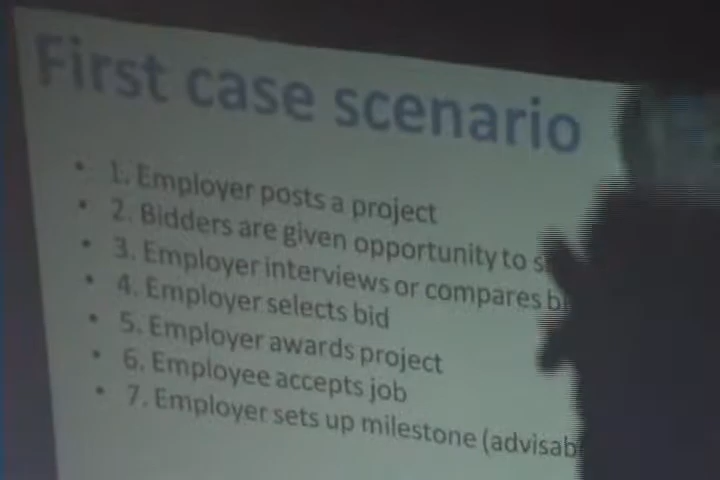 First case scenario
• 1. Employer posts a project
• 2. Bidders are given opportunity to
• 3. Employer interviews or compares
• 4. Employer selects bid
• 5. Employer awards project
• 6. Employee accepts job
• 7. Employer sets up milestone